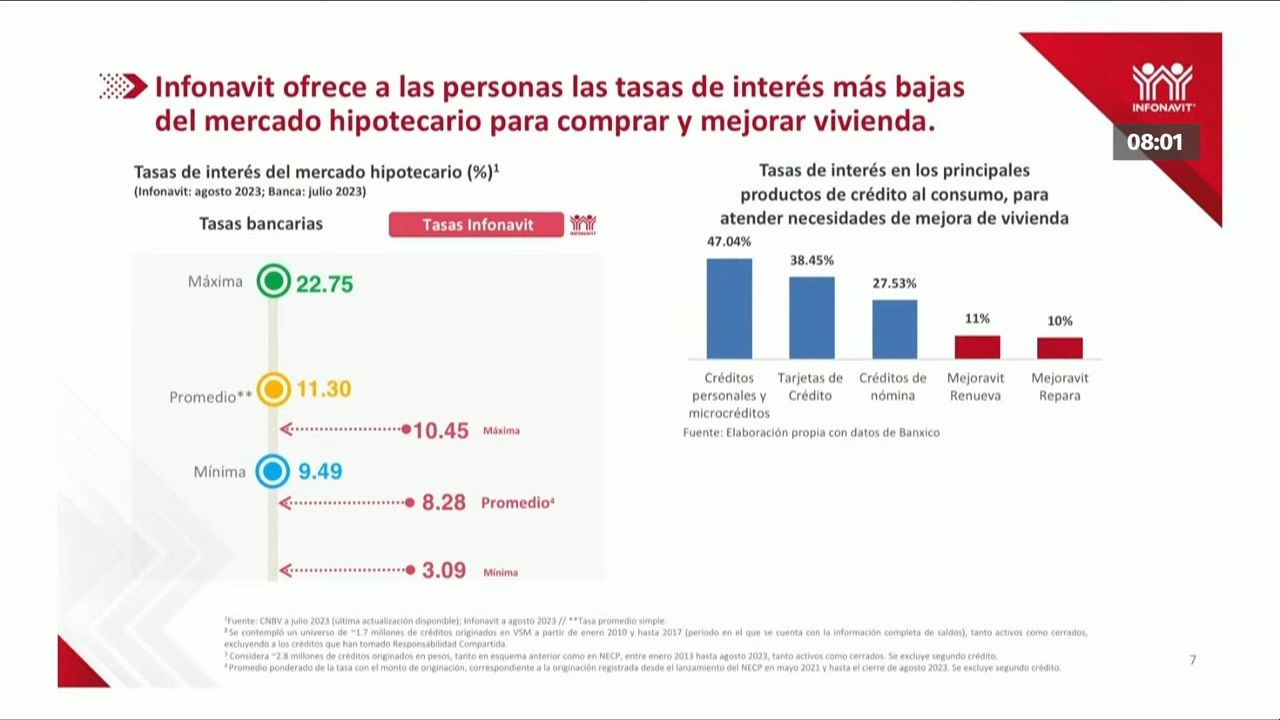 Infonavit ofrece a las personas las tasas de interés más bajas
del mercado hipotecario para comprar y mejorar vivienda.
INFONAVIT
08:01
Tasas de interés del mercado hipotecario (%)¹
(Infonavit: agosto 2023; Banca: julio 2023)
Tasas bancarias
Tasas Infonavit
INFONAVIT
Máxima
22.75
Promedio**
11.30
10.45 Máxima
Mínima
9.49
8.28 Promedio⁴
3.09 Mínima
Tasas de interés en los principales
productos de crédito al consumo, para
atender necesidades de mejora de vivienda
47.04%
38.45%
27.53%
11%
10%
Créditos
personales y
microcréditos
Tarjetas de
Crédito
Créditos de
nómina
Mejoravit
Renueva
Mejoravit
Repara
Fuente: Elaboración propia con datos de Banxico
¹Fuente: CNBV a julio 2023 (última actualización disponible); Infonavit a agosto 2023 // **Tasa promedio simple.
² Se contempló un universo de ~1.7 millones de créditos originados en VSM a partir de enero 2010 y hasta 2017 (periodo en el que se cuenta con la información completa de saldos), tanto activos como cerrados,
excluyendo a los créditos que han tomado Responsabilidad Compartida.
³ Considera ~2.8 millones de créditos originados en pesos, tanto en esquema anterior como en NECP, entre enero 2013 hasta agosto 2023, tanto activos como cerrados. Se excluye segundo crédito.
⁴ Promedio ponderado de la tasa con el monto de originación, correspondiente a la originación registrada desde el lanzamiento del NECP en mayo 2021 y hasta el cierre de agosto 2023. Se excluye segundo crédito.
7